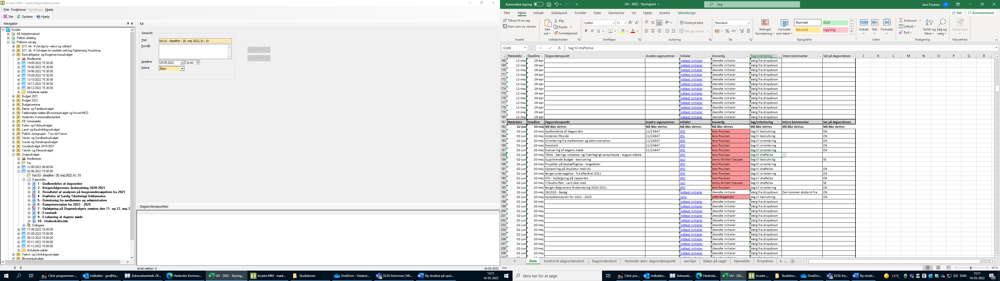 Acadre MM - møde/dagsordenssystem
Filer Funktioner Handlinger Hjælp
Slet Opdater Hjælp
Navigator
Acadre
AB Arbejdsmarked
Politisk afdeling
Politiske udvalg
§17, stk. 4 Udvalg for vækst og velfærd
§17, stk. 4 Udvalget for området omkring Fighterwing Skrydstrup
Beskæftigelse- og Borgerserviceudvalget
Medlemmer
19-05-2022 15:30:00
16-06-2022 15:30:00
18-08-2022 15:30:00
15-09-2022 15:30:00
13-10-2022 15:30:00
10-11-2022 15:30:00
08-12-2022 15:30:00
Afsluttede møder
Budget 2021
Budget 2022
Budgetseminar
Børne- og Familieudvalget
Fællesmøde mellem Økonomiudvalget og Hoved MED
Haderslev Kommunalbestyrelse
KB Temamøder
Kultur- og Fritidsudvalget
Land- og Byudviklingsudvalget
Politisk styregruppe - Tour de France
Senior- og Sundhedsudvalget
Social- og Handicapudvalget
Socialudvalget 2018-2021
Teknik- og Klimaudvalget
Ungeudvalget
Medlemmer
Kø
12-05-2022 08:00:00
02-06-2022 15:00:00
Kø UU - deadline - 20. maj 2022, kl.: 10
Dagsorden
1 - Godkendelse af dagsorden
2 - Borgerrådgiverens årsberetning 2020-2021
3 - Resultatet af analysen på borgerundersøgelsen fra 2021
4 - Drøftelse af Særlig Tilrettelagt Uddannelse
5 - Orientering fra medlemmer og administration
6 - Kompetenceplan for 2022 - 2025
7 - Opfølgning på Ungeudvalgets seminar den 11. og 12. maj 2
8 - Eventuelt
9 - Evaluering af dagens møde
10 - Underskriftsside
Deltagere
11-08-2022 15:00:00
01-09-2022 15:00:00
06-10-2022 15:00:00
03-11-2022 15:00:00
01-12-2022 15:00:00
Afsluttede møder
Vækst- og Udviklingsudvalget
Økonomiudvalget
Kø
Generelt
Titel Kø UU - deadline - 20. maj 2022, kl.: 10
Formål:
Deadline 20-05-2022 10:00
Status Åben
Gem
Annuller
Dagsordenspunkter
Antal rækker: 0
16-05-2022
Automatisk lagring UU - 2022 - Styringsark Søg Jens Poulsen JP
Filer Hjem Indsæt Sidelayout Formler Data Gennemse Vis Hjælp Acadre Tabeldesign Del Kommentarer
Tilknyt til en sag
Gem som ny version
Acadre
Sæt ind
Klip
Kopiér
Formatpensel
Udklipsholder
Calibri 11
F K U
Skrifttype
Ombryd tekst
Flet og centrer
Justering
Standard
% 000
Tal
Betinget formatering
Formatér som tabel
Normal God
Neutral Ugyldig
Typografier
Indsæt Slet Formatér
Celler
Autosum
Udfyld
Ryd
Sortér og filtrer
Søg og vælg
Redigering
Følsomhed
Følsomhed
G188 fx Sag til drøftelse
Mødedato Deadline Dagsordenspunkt Acadre sagsnummer Initialer Ansvarlig Sag/orientering Intern kommentar Sat på dagsordenen J K L M N O P Q R
168 12-maj 29-apr Indtast initialer Ukendte initialer Vælg fra dropdown
169 12-maj 29-apr Indtast initialer Ukendte initialer Vælg fra dropdown
170 12-maj 29-apr Indtast initialer Ukendte initialer Vælg fra dropdown
171 12-maj 29-apr Indtast initialer Ukendte initialer Vælg fra dropdown
172 12-maj 29-apr Indtast initialer Ukendte initialer Vælg fra dropdown
173 12-maj 29-apr Indtast initialer Ukendte initialer Vælg fra dropdown
174 12-maj 29-apr Indtast initialer Ukendte initialer Vælg fra dropdown
175 12-maj 29-apr Indtast initialer Ukendte initialer Vælg fra dropdown
176 12-maj 29-apr Indtast initialer Ukendte initialer Vælg fra dropdown
177 12-maj 29-apr Indtast initialer Ukendte initialer Vælg fra dropdown
178 12-maj 29-apr Indtast initialer Ukendte initialer Vælg fra dropdown
179 12-maj 29-apr Indtast initialer Ukendte initialer Vælg fra dropdown
180 12-maj 29-apr Indtast initialer Ukendte initialer Vælg fra dropdown
181 Mødedato Deadline Dagsordenspunkt Acadre sagsnummer Initialer Ansvarlig Sag/orientering Intern kommentar Sat på dagsordenen
182 02-jun 20-maj Må ikke slettes Må ikke slettes Må ikke slettes Må ikke slettes Må ikke slettes Må ikke slettes Må ikke slettes
183 02-jun 20-maj Godkendelse af dagsorden 21/24947 JPO Jens Poulsen Sag til beslutning OK
184 02-jun 20-maj Underskriftsside 21/24947 JPo Jens Poulsen Sag til beslutning OK
185 02-jun 20-maj Orientering fra medlemmer og administration 21/24947 JPO Jens Poulsen Sag til orientering OK
186 02-jun 20-maj Eventuelt 21/24947 JPO Jens Poulsen Sag til orientering OK
187 02-jun 20-maj Evaluering af dagens møde 21/24947 JPO Jens Poulsen Sag til orientering OK
188 02-jun 20-maj TEMA - Særlige indsatser og Tværfagligt samarbejde - August måske JPO Jens Poulsen Sag til drøftelse
189 02-jun 20-maj Supplerende Budget - beslutning Jocl Jonny Winkel Clausen Sag til beslutning SE
190 02-jun 20-maj Projekter på beskæftigelse - Ungedelen JPO Jens Poulsen Sag til orientering
191 02-jun 20-maj Opsamling på Studietur med UU JPO Jens Poulsen Sag til drøftelse OK
192 02-jun 20-maj Borgerundersøgelse - fra efteråret 2021 JPO Jens Poulsen Sag til orientering OK
193 02-jun 20-maj STU - Opfølgning på rapporten JPO Jens Poulsen Sag til drøftelse OK
194 02-jun 20-maj Tilbudsviften - Lars skal med jocl Jonny Winkel Clausen Sag til drøftelse SE
195 02-jun 20-maj Borgerrådgiverens årsberetning 2020-2021 JPO Jens Poulsen Sag til orientering OK
196 02-jun 20-maj DK2020 - Besøg Indtast initialer Ukendte initialer Vælg fra dropdown Den kommer eksternt fra OK
197 02-jun 20-maj Kompetenceplan for 2022 - 2025 lono Lotte Wogensen sag til beslutning OK
198 02-jun 20-maj Indtast initialer Ukendte initialer Vælg fra dropdown
199 02-jun 20-maj Indtast initialer Ukendte initialer Vælg fra dropdown
200 02-jun 20-maj Indtast initialer Ukendte initialer Vælg fra dropdown
201 02-jun 20-maj Indtast initialer Ukendte initialer Vælg fra dropdown
202 02-jun 20-maj Indtast initialer Ukendte initialer Vælg fra dropdown
203 02-jun 20-maj Indtast initialer Ukendte initialer Vælg fra dropdown
204 02-jun 20-maj Indtast initialer Ukendte initialer Vælg fra dropdown
205 02-jun 20-maj Indtast initialer Ukendte initialer Vælg fra dropdown
206 02-jun 20-maj Indtast initialer Ukendte initialer Vælg fra dropdown
207 02-jun 20-maj Indtast initialer Ukendte initialer Vælg fra dropdown
208 02-jun 20-maj Indtast initialer Ukendte initialer Vælg fra dropdown
209 02-jun 20-maj Indtast initialer Ukendte initialer Vælg fra dropdown
Data Kontrol til dagsordenskort Dagsordenskort Reminder ansv. dagsordenspunkt Aarshjul Status på sager Navneliste Dropdown M ...
Klar 90 %
Citrix programmer ... Indbakke - jpo@ha... Adressekartotek: Of... Haderslev Kommu... UU - 2022 - Styring... Acadre MM - mød... Studieturen OneDrive - Hadersl... XLSX-fremviser | Mi... Ny struktur på opsl... 13:21 16-05-2022
Skriv her for at søge Citrix pro... Indbakke... Adressek... Hadersle... UU - 202... Acadre ... Studietur... OneDriv... XLSX-fre... Ny strukt... 11°C DAN 13:21 16-05-2022